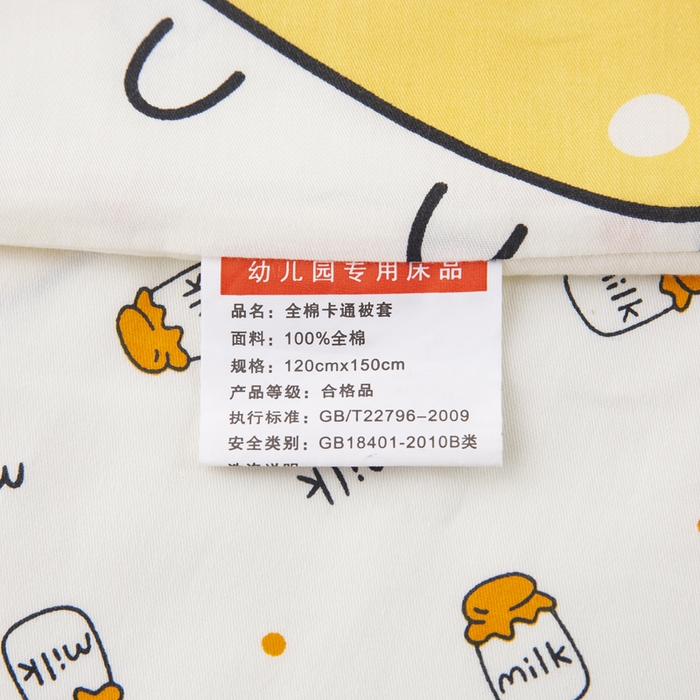 幼儿园专用床品
品名：全棉卡通被套
面料：100%全棉
规格：120cmx150cm
产品等级：合格品
执行标准：GB/T22796-2009
安全类别：GB18401-2010B类
milk
milk
milk
milk